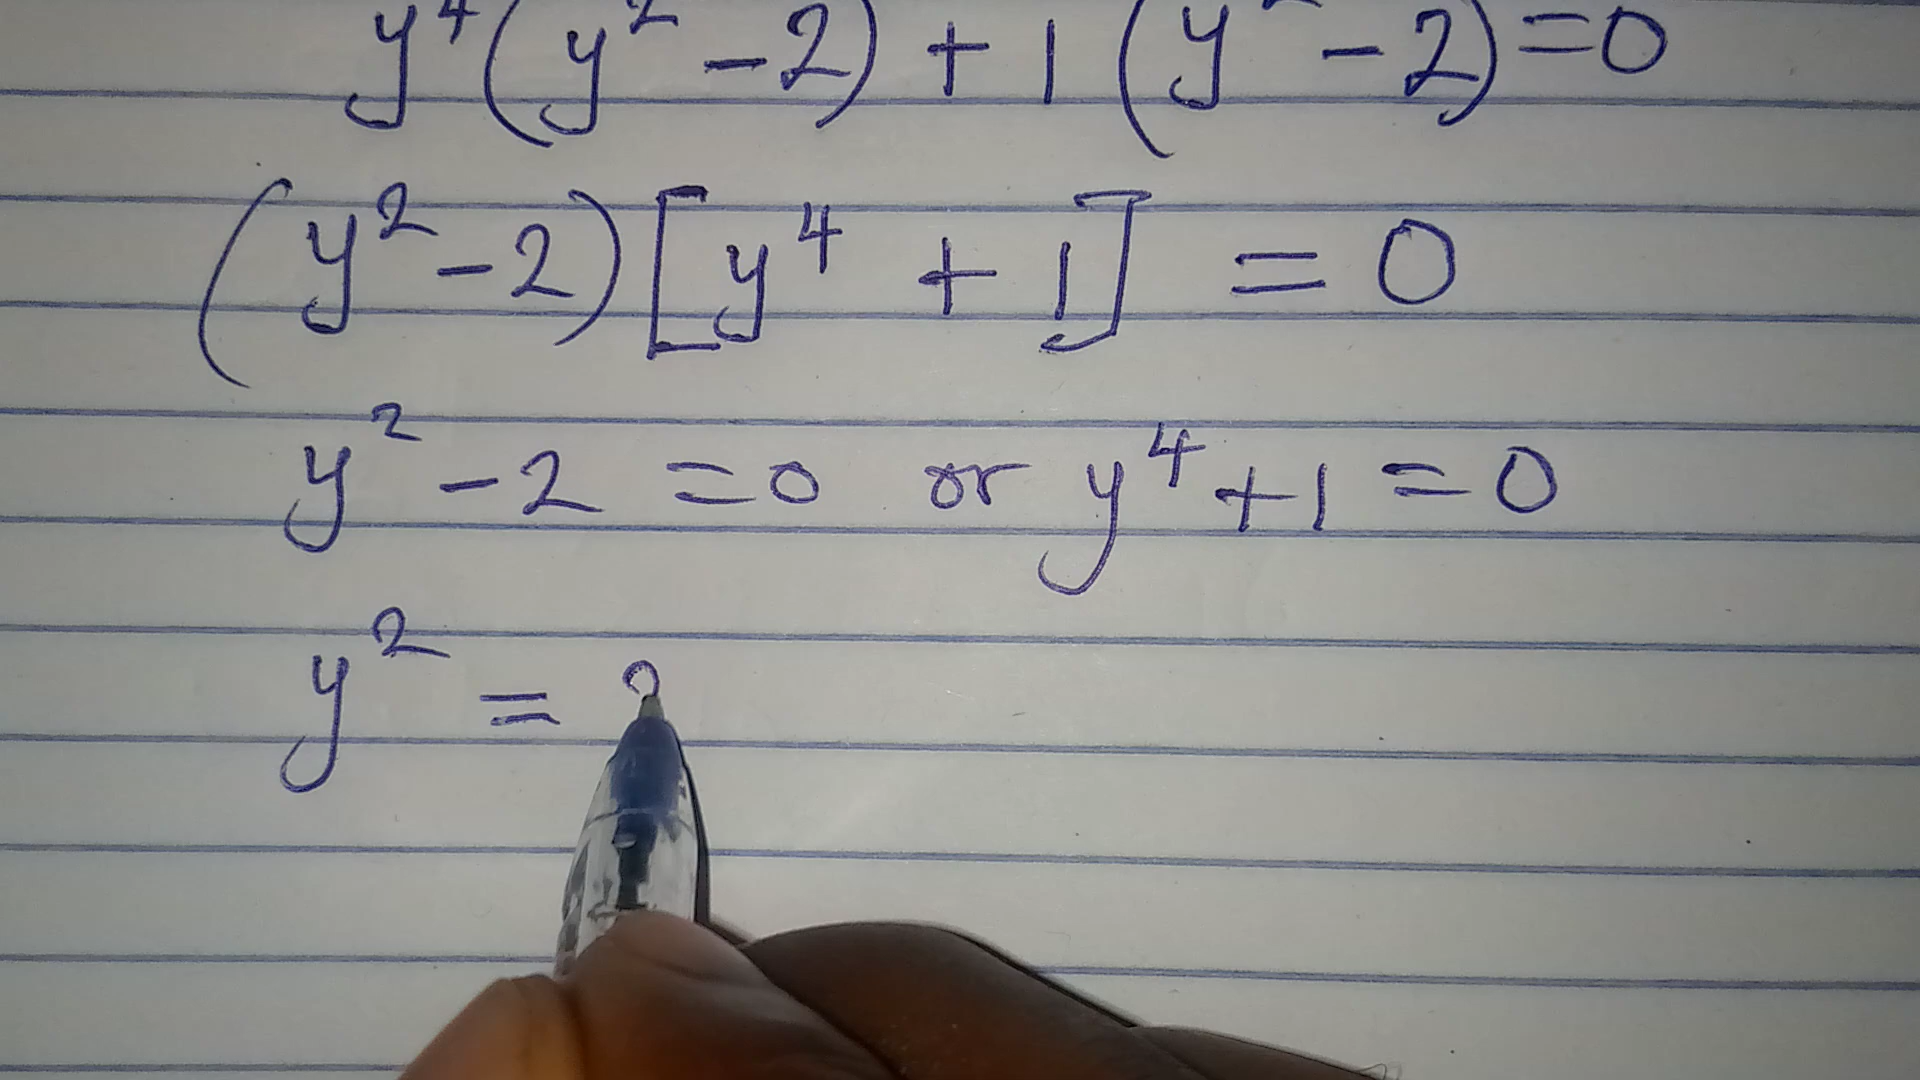 y⁴(y² - 2) + 1(y² - 2) = 0
(y² - 2)[y⁴ + 1] = 0
y² - 2 = 0 or y⁴ + 1 = 0
y² =